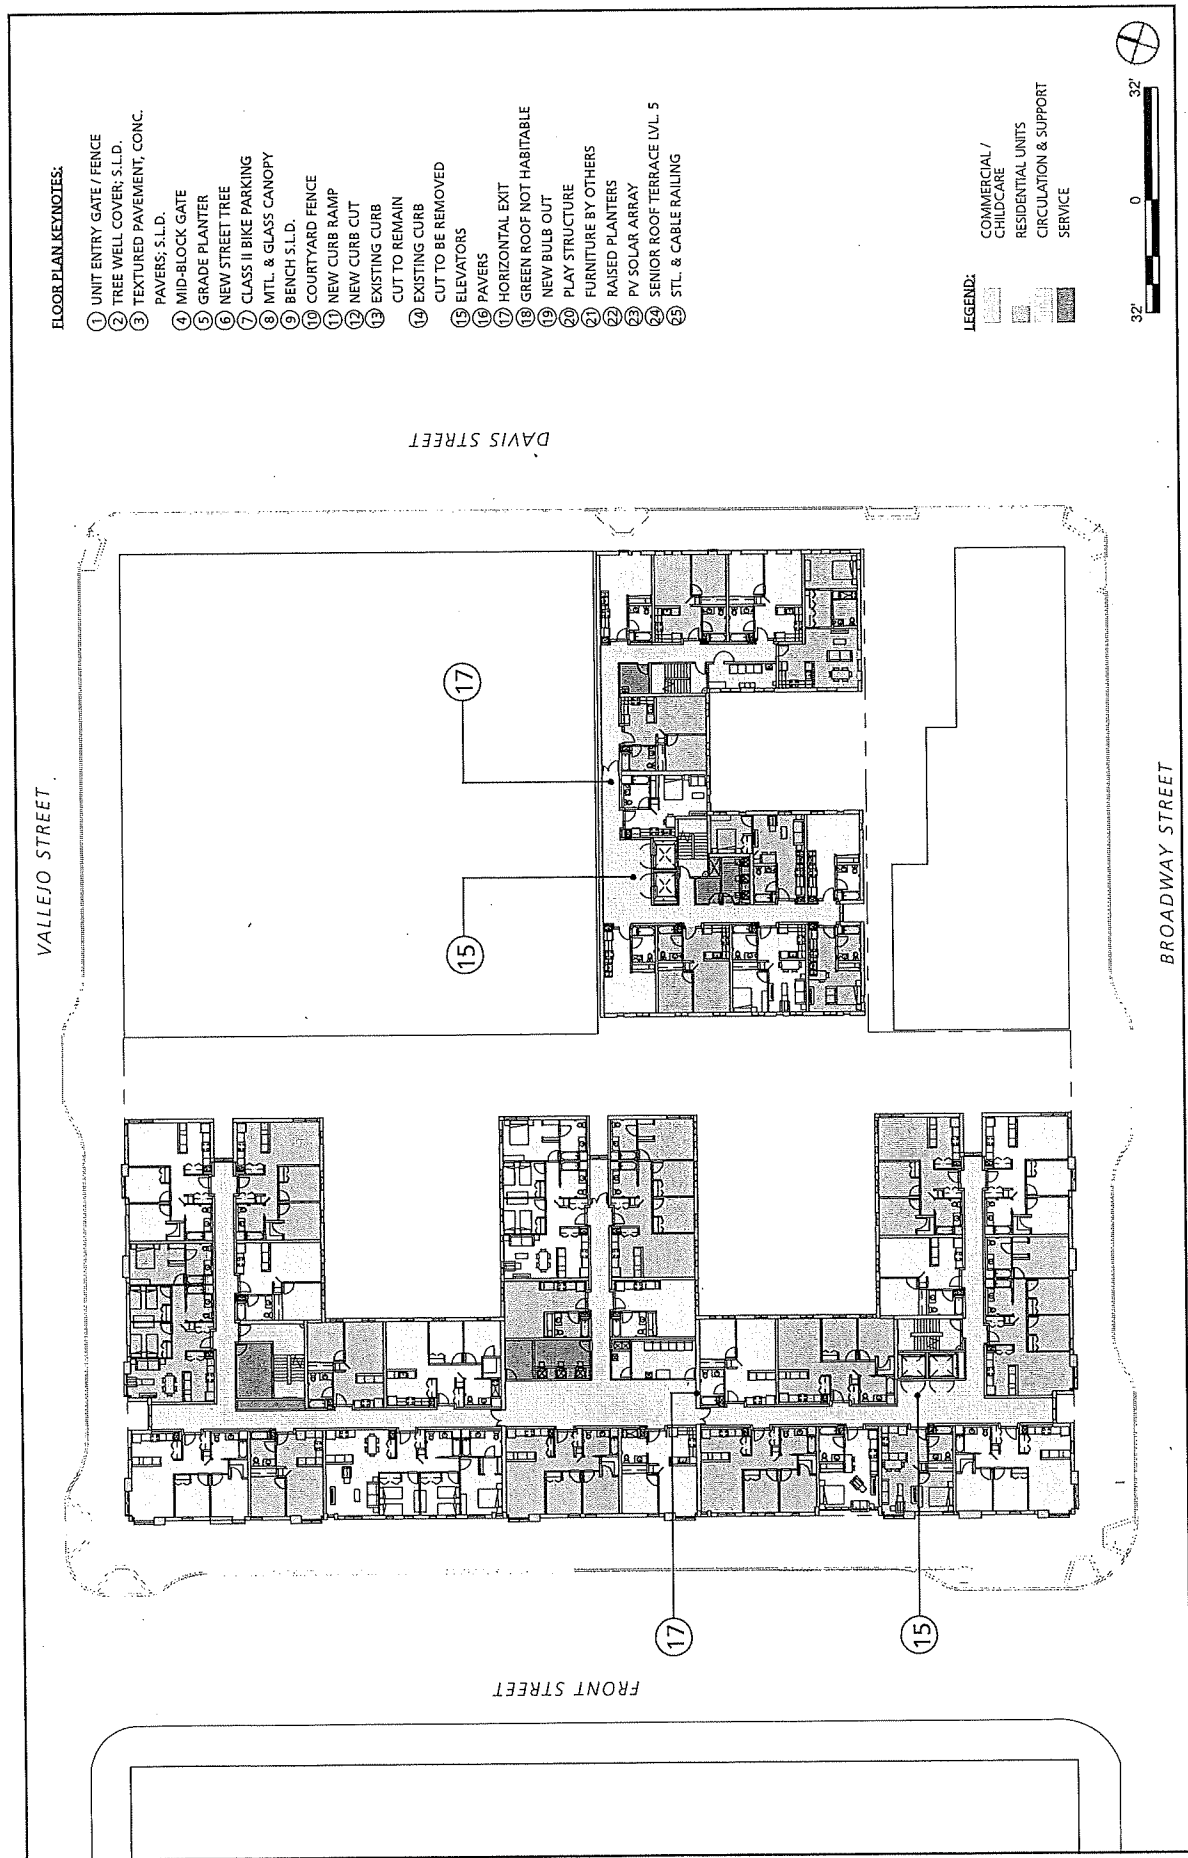 FLOOR PLAN KEYNOTES:
1 UNIT ENTRY GATE / FENCE
2 TREE WELL COVER; S.L.D.
3 TEXTURED PAVEMENT, CONC.
PAVERS; S.L.D.
4 MID-BLOCK GATE
5 GRADE PLANTER
6 NEW STREET TREE
7 CLASS II BIKE PARKING
8 MTL. & GLASS CANOPY
9 BENCH S.L.D.
10 COURTYARD FENCE
11 NEW CURB RAMP
12 NEW CURB CUT
13 EXISTING CURB
CUT TO REMAIN
14 EXISTING CURB
CUT TO BE REMOVED
15 ELEVATORS
16 PAVERS
17 HORIZONTAL EXIT
18 GREEN ROOF NOT HABITABLE
19 NEW BULB OUT
20 PLAY STRUCTURE
21 FURNITURE BY OTHERS
22 RAISED PLANTERS
23 PV SOLAR ARRAY
24 SENIOR ROOF TERRACE LVL. 5
25 STL. & CABLE RAILING
LEGEND:
COMMERCIAL /
CHILDCARE
RESIDENTIAL UNITS
CIRCULATION & SUPPORT
SERVICE
32' 0 32'
DAVIS STREET
VALLEJO STREET
BROADWAY STREET
FRONT STREET
17
15
17
15